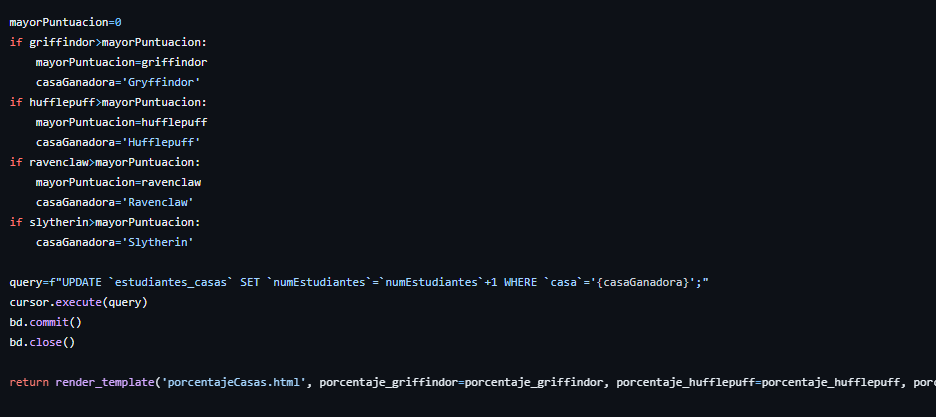 mayorPuntuacion=0
if griffindor>mayorPuntuacion:
    mayorPuntuacion=griffindor
    casaGanadora='Gryffindor'
if hufflepuff>mayorPuntuacion:
    mayorPuntuacion=hufflepuff
    casaGanadora='Hufflepuff'
if ravenclaw>mayorPuntuacion:
    mayorPuntuacion=ravenclaw
    casaGanadora='Ravenclaw'
if slytherin>mayorPuntuacion:
    casaGanadora='Slytherin'
query=f"UPDATE `estudiantes_casas` SET `numEstudiantes`=`numEstudiantes`+1 WHERE `casa`='{casaGanadora}';"
cursor.execute(query)
bd.commit()
bd.close()
return render_template('porcentajeCasas.html', porcentaje_griffindor=porcentaje_griffindor, porcentaje_hufflepuff=porcentaje_hufflepuff, porc